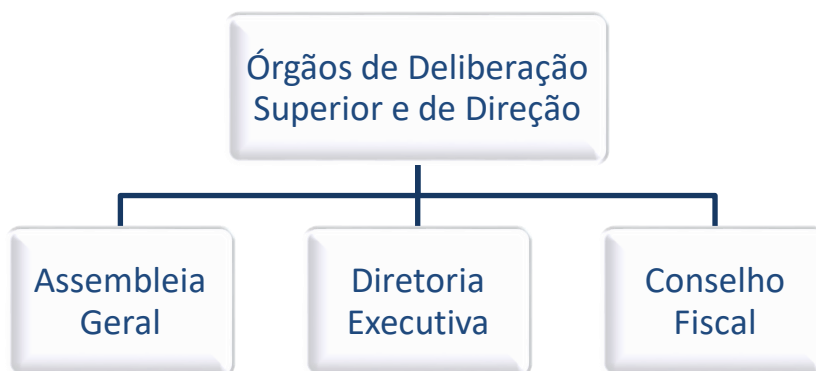 Órgãos de Deliberação
Superior e de Direção
Assembleia
Geral
Diretoria
Executiva
Conselho
Fiscal